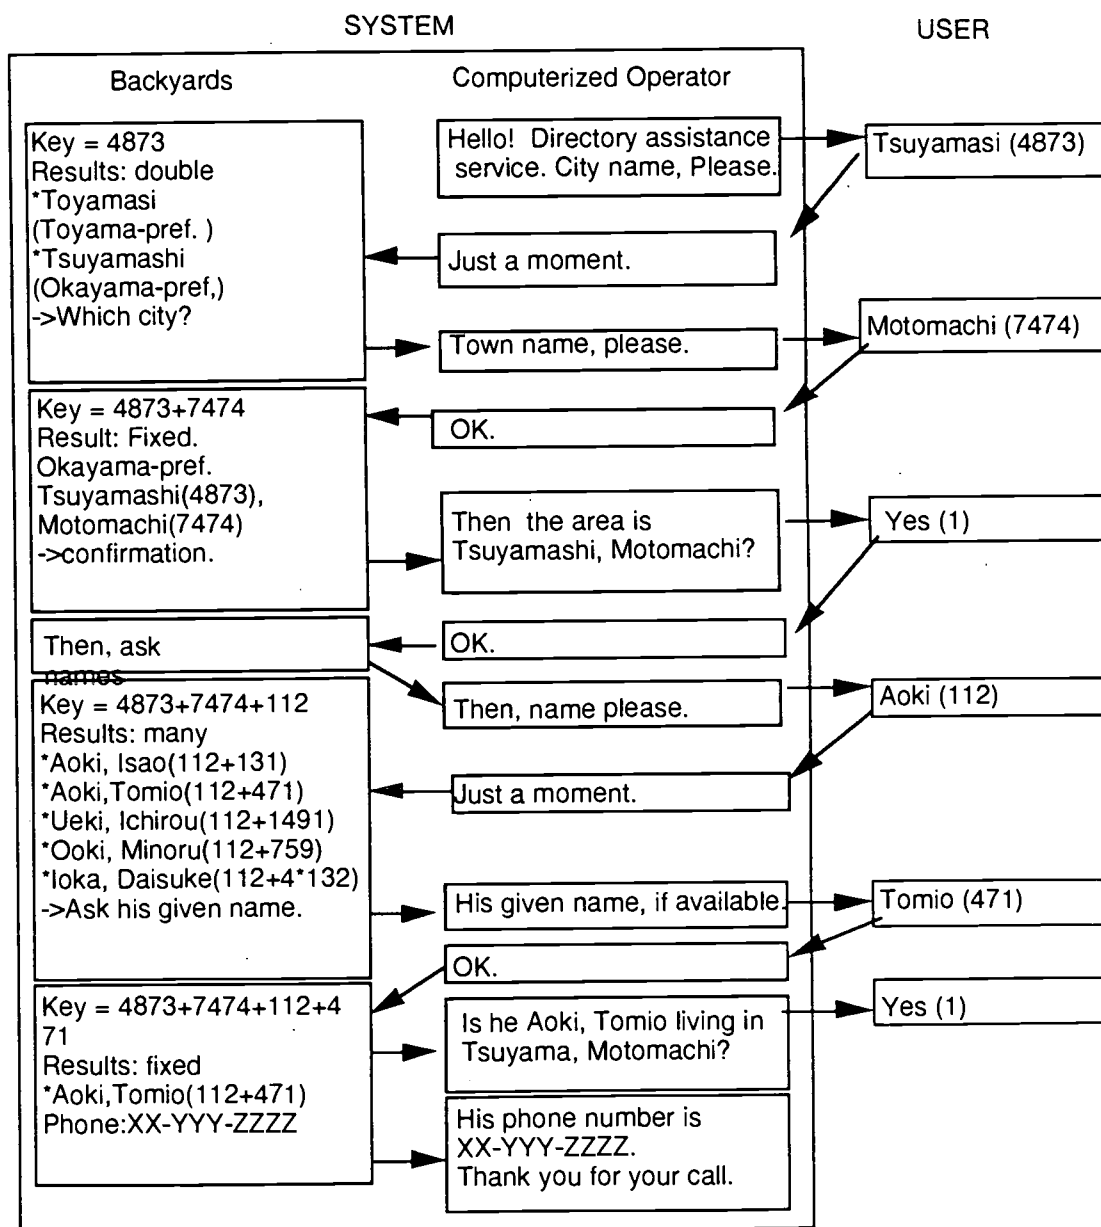 SYSTEM
USER
Backyards
Computerized Operator
Key = 4873
Results: double
*Toyamasi
(Toyama-pref. )
*Tsuyamashi
(Okayama-pref,)
->Which city?
Hello! Directory assistance
service. City name, Please.
Tsuyamasi (4873)
Just a moment.
Town name, please.
Motomachi (7474)
Key = 4873+7474
Result: Fixed.
Okayama-pref.
Tsuyamashi(4873),
Motomachi(7474)
->confirmation.
OK.
Then the area is
Tsuyamashi, Motomachi?
Yes (1)
OK.
Then, ask
names
Then, name please.
Aoki (112)
Key = 4873+7474+112
Results: many
*Aoki, Isao(112+131)
*Aoki,Tomio(112+471)
*Ueki, Ichirou(112+1491)
*Ooki, Minoru(112+759)
*Ioka, Daisuke(112+4*132)
->Ask his given name.
Just a moment.
His given name, if available.
Tomio (471)
OK.
Key = 4873+7474+112+4
71
Results: fixed
*Aoki,Tomio(112+471)
Phone:XX-YYY-ZZZZ
Is he Aoki, Tomio living in
Tsuyama, Motomachi?
Yes (1)
His phone number is
XX-YYY-ZZZZ.
Thank you for your call.